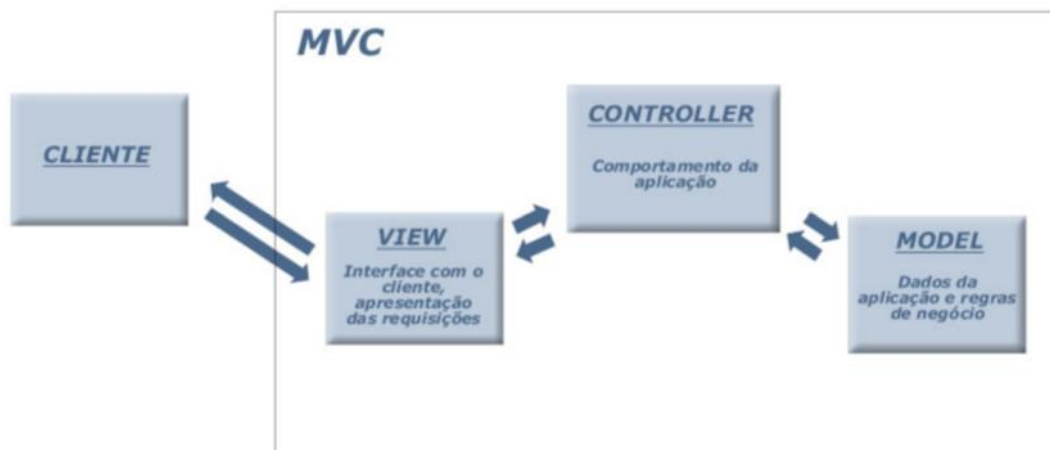 MVC
CLIENTE
CONTROLLER
Comportamento da
aplicação
VIEW
Interface com o
cliente,
apresentação
das requisições
MODEL
Dados da
aplicação e regras
de negócio